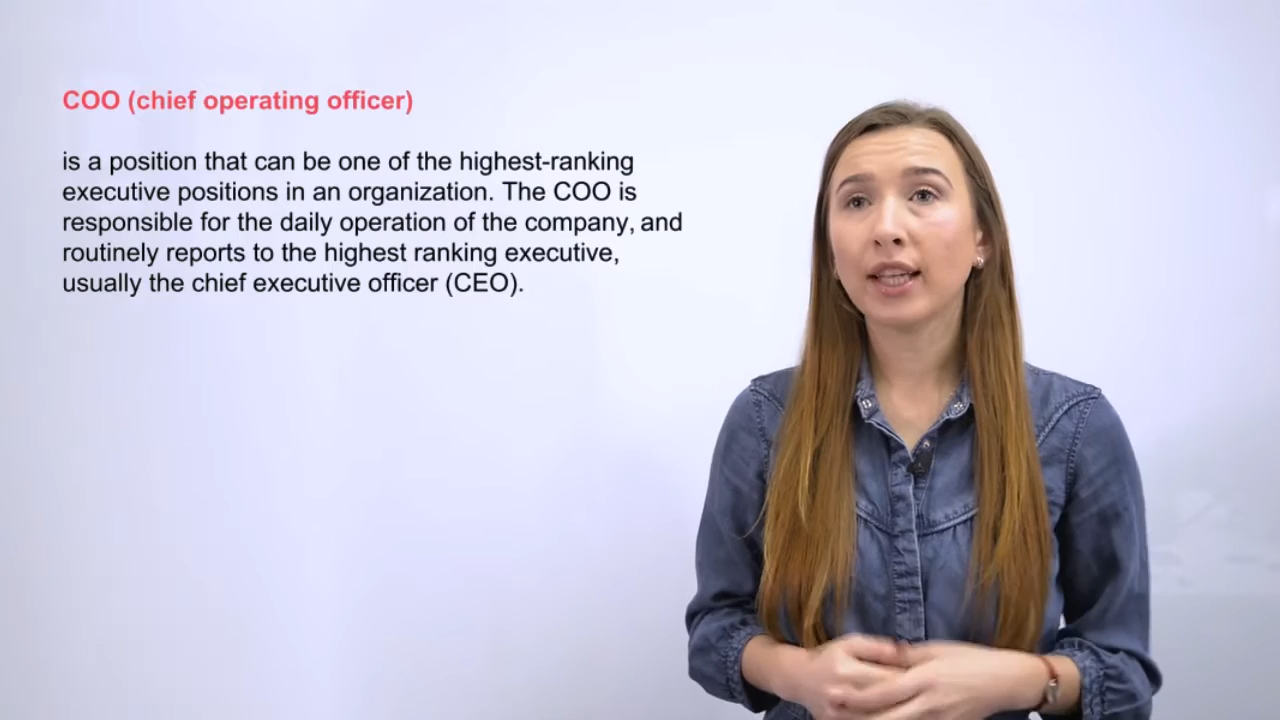 COO (chief operating officer)
is a position that can be one of the highest-ranking
executive positions in an organization. The COO is
responsible for the daily operation of the company, and
routinely reports to the highest ranking executive,
usually the chief executive officer (CEO).